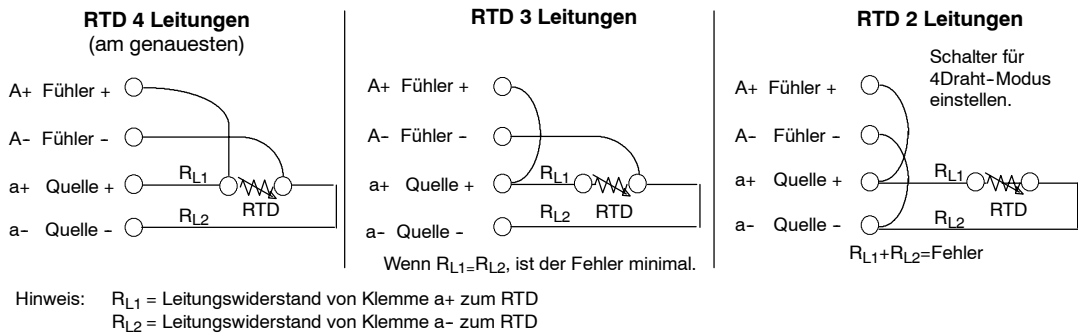 RTD 4 Leitungen
(am genauesten)
A+ Fühler +
A- Fühler -
a+ Quelle +
a- Quelle -
RL1
RTD
RL2
RTD 3 Leitungen
A+ Fühler +
A- Fühler -
a+ Quelle +
a- Quelle -
RL1
RTD
RL2
Wenn RL1=RL2, ist der Fehler minimal.
RTD 2 Leitungen
Schalter für
4Draht-Modus
einstellen.
A+ Fühler +
A- Fühler -
a+ Quelle +
a- Quelle -
RL1
RTD
RL2
RL1+RL2=Fehler
Hinweis: RL1 = Leitungswiderstand von Klemme a+ zum RTD
RL2 = Leitungswiderstand von Klemme a- zum RTD